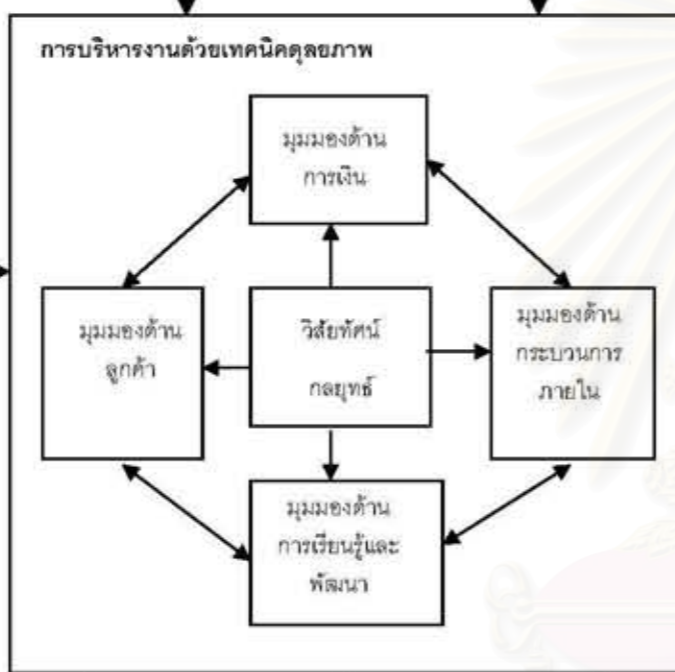 การบริหารงานด้วยเทคนิคดุลยภาพ
มุมมองด้าน
การเงิน
มุมมองด้าน
ลูกค้า
วิสัยทัศน์
กลยุทธ์
มุมมองด้าน
กระบวนการ
ภายใน
มุมมองด้าน
การเรียนรู้และ
พัฒนา